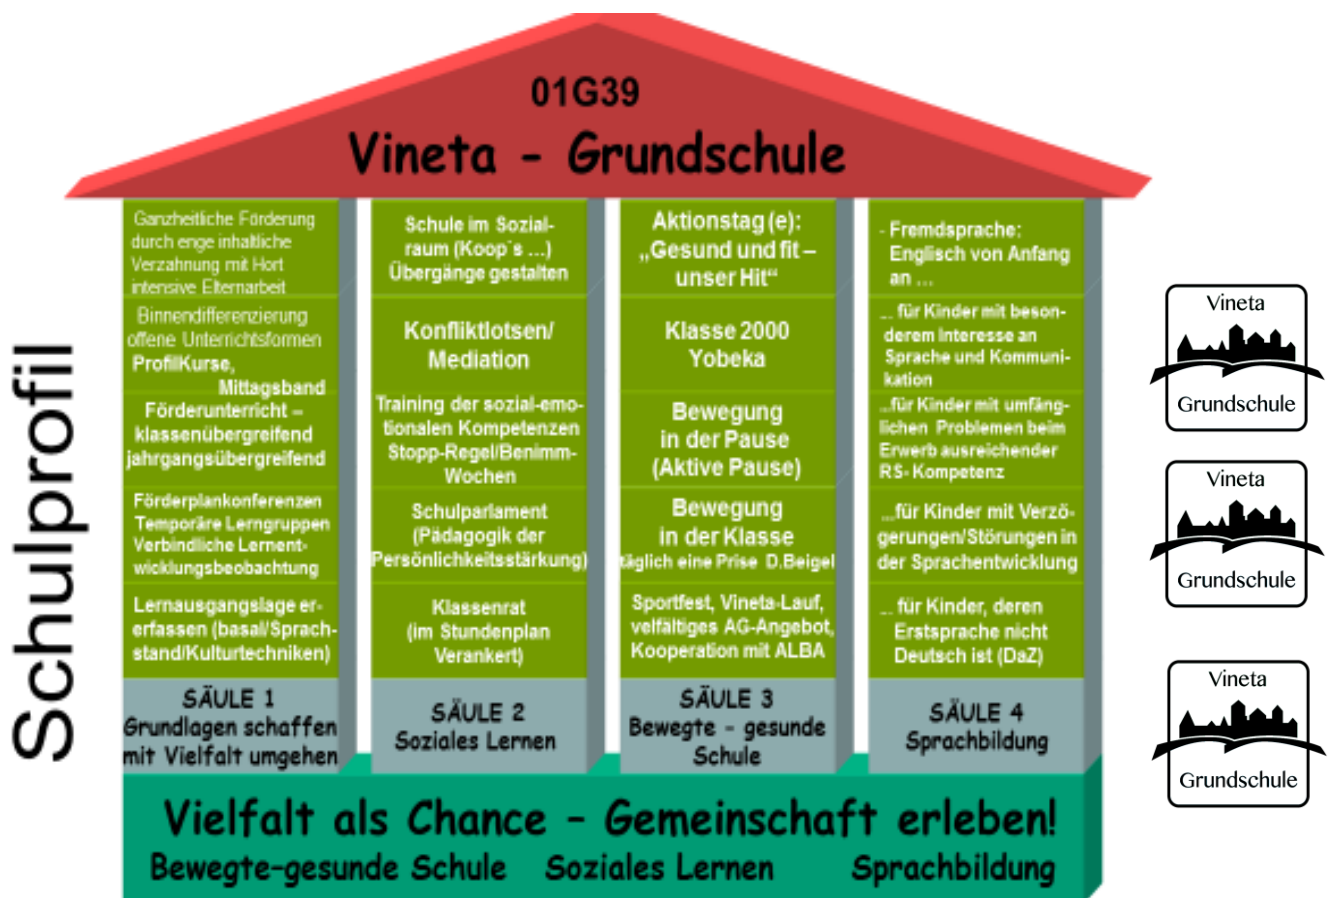 Schulprofil
01G39
Vineta - Grundschule
Ganzheitliche Förderung
durch enge inhaltliche
Verzahnung mit Hort
intensive Elternarbeit
Binnendifferenzierung
offene Unterrichtsformen
ProfilKurse,
Mittagsband
Förderunterricht –
klassenübergreifend
jahrgangsübergreifend
Förderplankonferenzen
Temporäre Lerngruppen
Verbindliche Lernent-
wicklungsbeobachtung
Lernausgangslage er-
erfassen (basal/Sprach-
stand/Kulturtechniken)
SÄULE 1
Grundlagen schaffen
mit Vielfalt umgehen
Schule im Sozial-
raum (Koop´s ...)
Übergänge gestalten
Konfliktlotsen/
Mediation
Training der sozial-emo-
tionalen Kompetenzen
Stopp-Regel/Benimm-
Wochen
Schulparlament
(Pädagogik der
Persönlichkeitsstärkung)
Klassenrat
(im Stundenplan
Verankert)
SÄULE 2
Soziales Lernen
Aktionstag(e):
„Gesund und fit –
unser Hit“
Klasse 2000
Yobeka
Bewegung
in der Pause
(Aktive Pause)
Bewegung
in der Klasse
täglich eine Prise D.Beigel
Sportfest, Vineta-Lauf,
velfältiges AG-Angebot,
Kooperation mit ALBA
SÄULE 3
Bewegte - gesunde
Schule
- Fremdsprache:
Englisch von Anfang
an ...
... für Kinder mit beson-
derem Interesse an
Sprache und Kommuni-
kation
...für Kinder mit umfäng-
lichen Problemen beim
Erwerb ausreichender
RS- Kompetenz
...für Kinder mit Verzö-
gerungen/Störungen in
der Sprachentwicklung
... für Kinder, deren
Erstsprache nicht
Deutsch ist (DaZ)
SÄULE 4
Sprachbildung
Vielfalt als Chance - Gemeinschaft erleben!
Bewegte-gesunde Schule Soziales Lernen Sprachbildung
Vineta
Grundschule
Vineta
Grundschule
Vineta
Grundschule